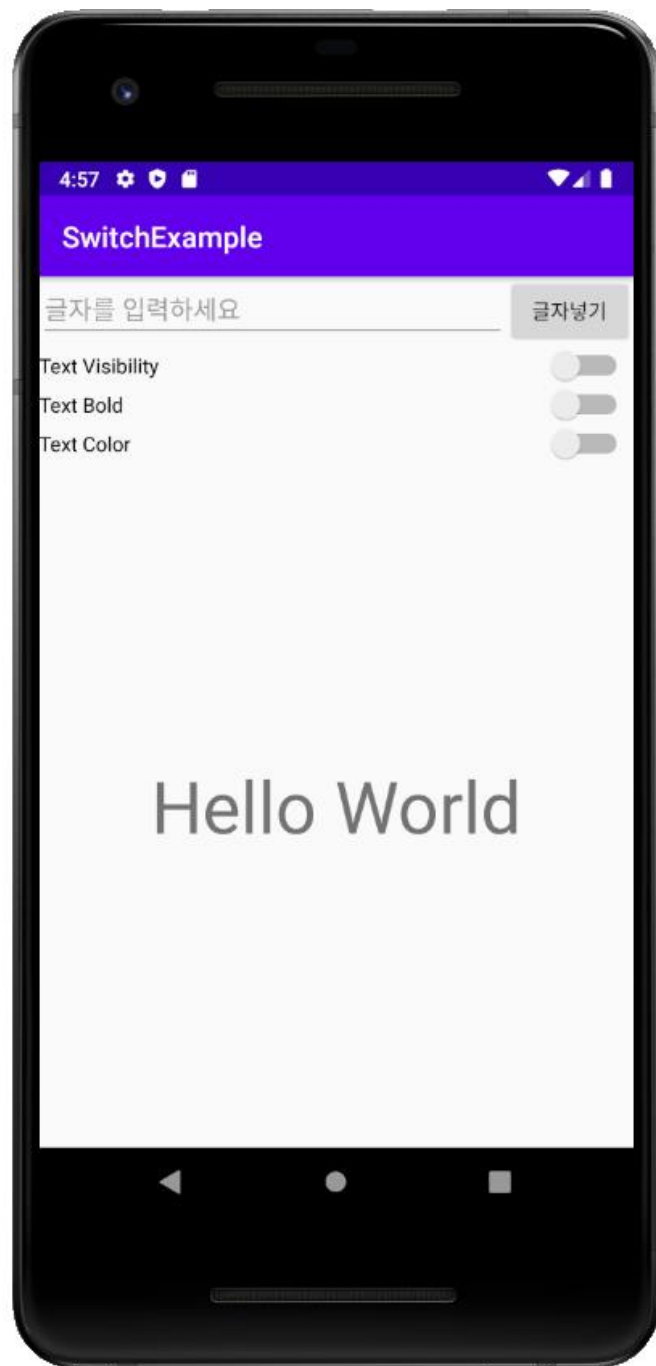 4:57
SwitchExample
글자를 입력하세요 글자넣기
Text Visibility
Text Bold
Text Color
Hello World